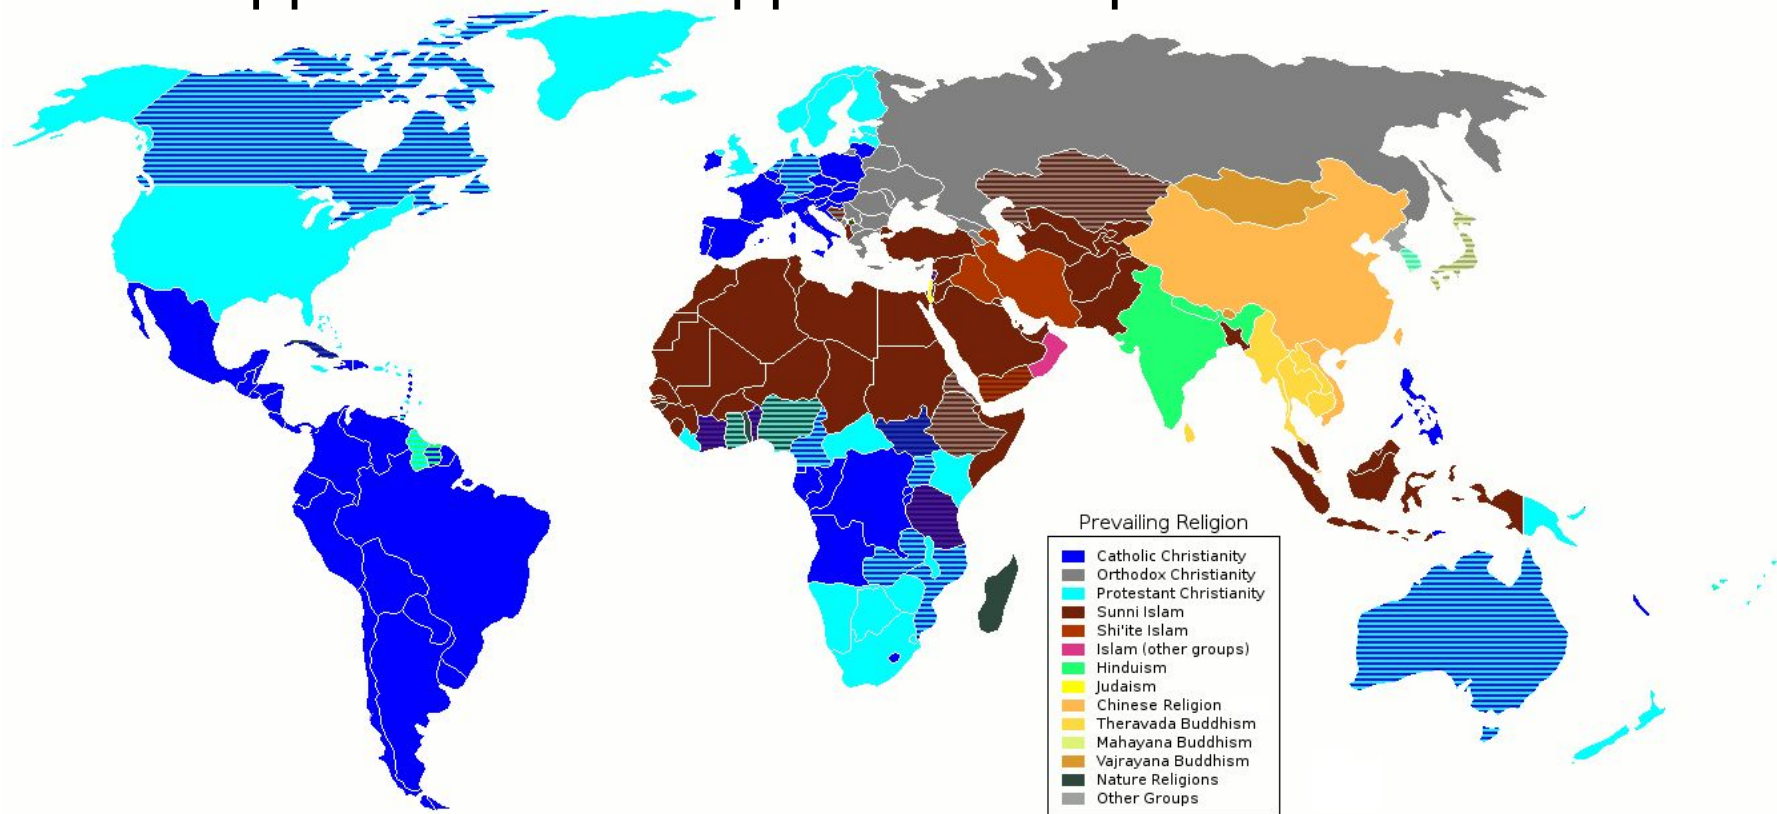 Prevailing Religion
Catholic Christianity
Orthodox Christianity
Protestant Christianity
Sunni Islam
Shi'ite Islam
Islam (other groups)
Hinduism
Judaism
Chinese Religion
Theravada Buddhism
Mahayana Buddhism
Vajrayana Buddhism
Nature Religions
Other Groups